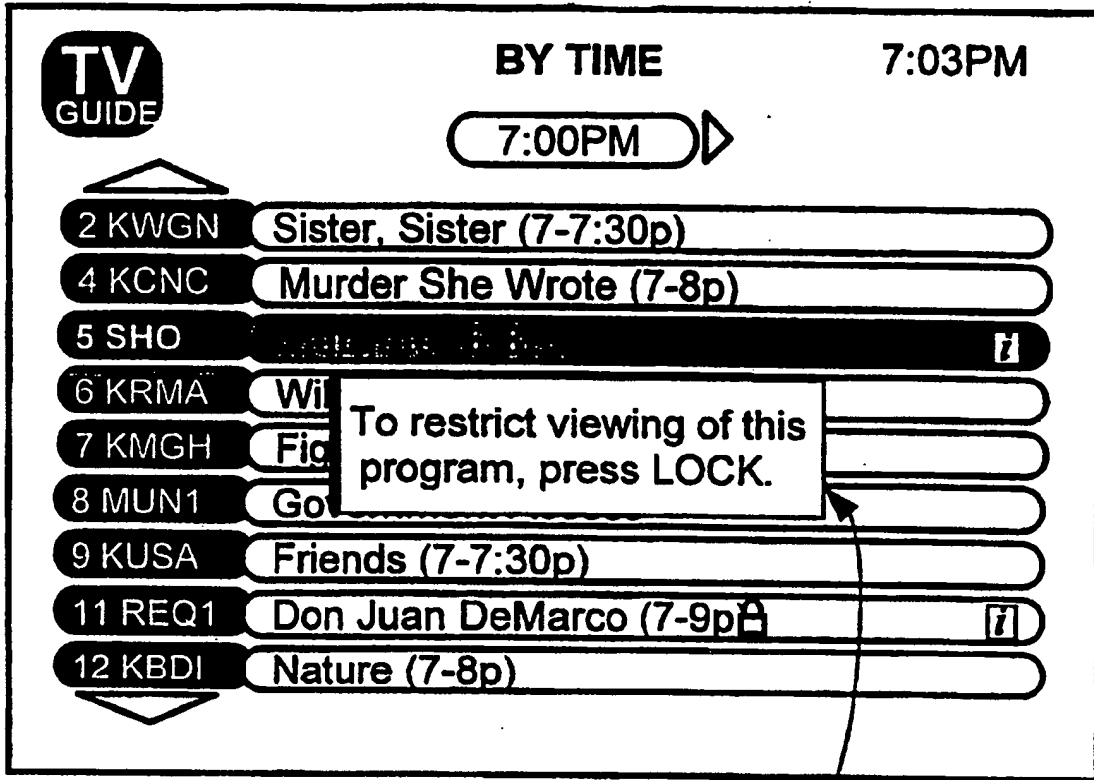 TV
GUIDE
BY TIME
7:03PM
7:00PM
2 KWGN Sister, Sister (7-7:30p)
4 KCNC Murder She Wrote (7-8p)
5 SHO i
6 KRMA
7 KMGH
8 MUN1
To restrict viewing of this
program, press LOCK.
9 KUSA Friends (7-7:30p)
11 REQ1 Don Juan DeMarco (7-9p i
12 KBDI Nature (7-8p)